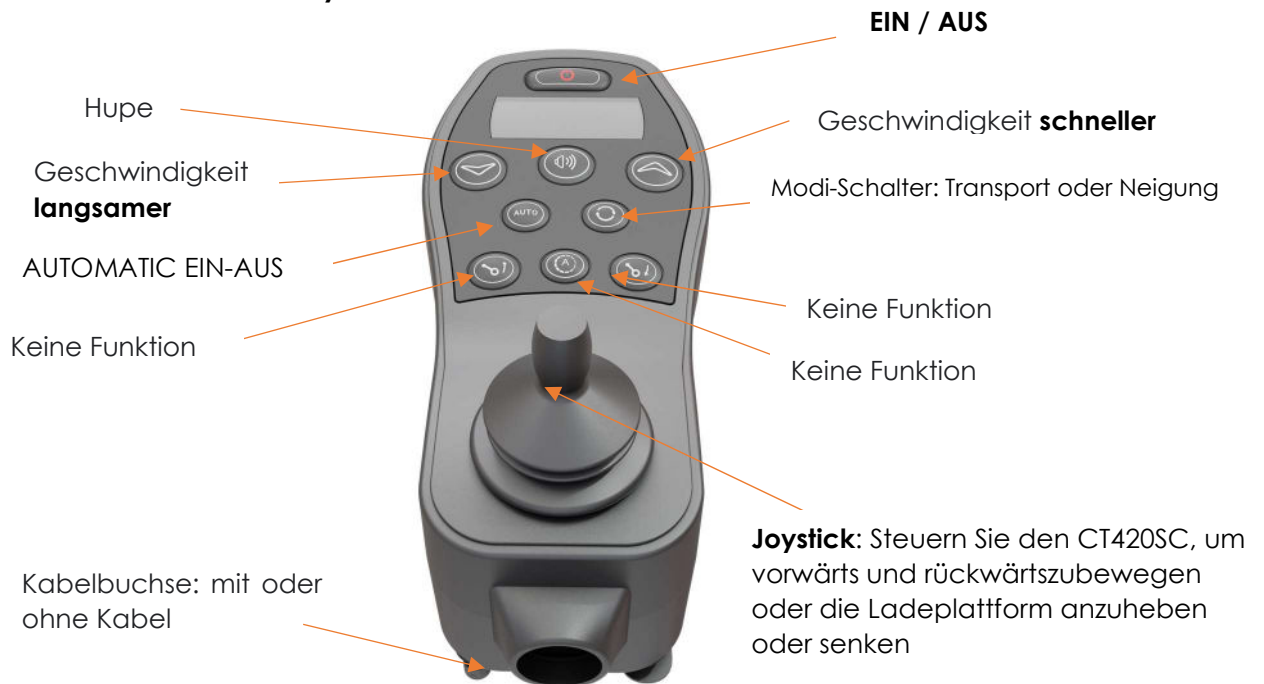 EIN / AUS
Hupe
Geschwindigkeit schneller
Geschwindigkeit
langsamer
Modi-Schalter: Transport oder Neigung
AUTO
AUTOMATIC EIN-AUS
A
Keine Funktion
Keine Funktion
Keine Funktion
Joystick: Steuern Sie den CT420SC, um
vorwärts und rückwärtszubewegen
oder die Ladeplattform anzuheben
oder senken
Kabelbuchse: mit oder
ohne Kabel